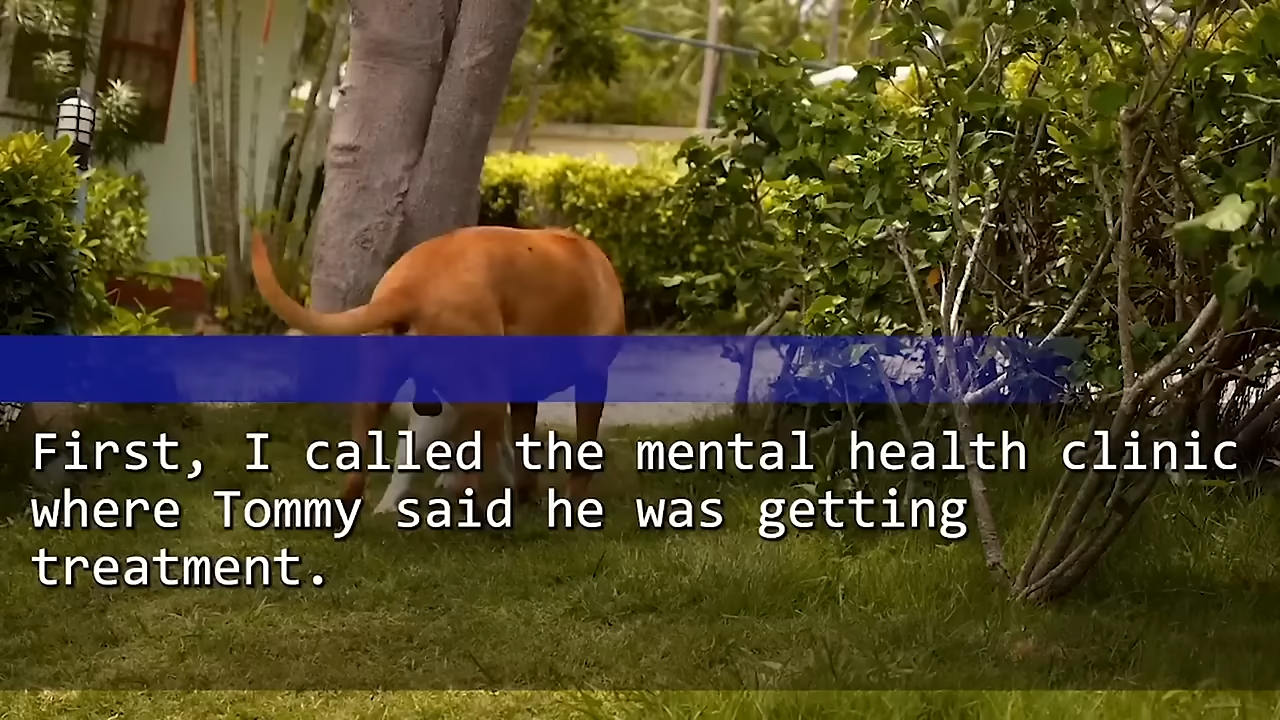 First, I called the mental health clinic
where Tommy said he was getting
treatment.